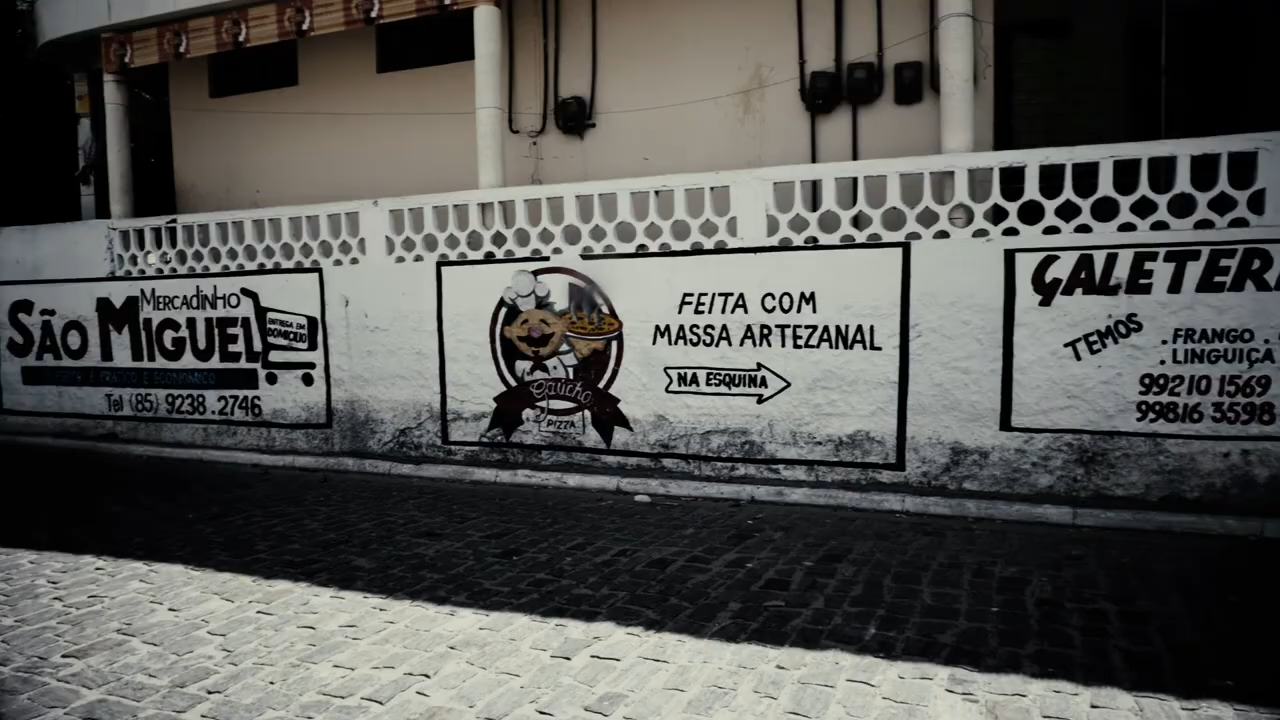 MERCADINHO
SÃO MIGUEL
ENTREGA EM
DOMICILIO
Tel (85) 9238.2746
Gaúcho
PIZZA
FEITA COM
MASSA ARTEZANAL
NA ESQUINA
GALETER
TEMOS
.FRANGO .
.LINGUIÇA
99210 1569
99816 3598